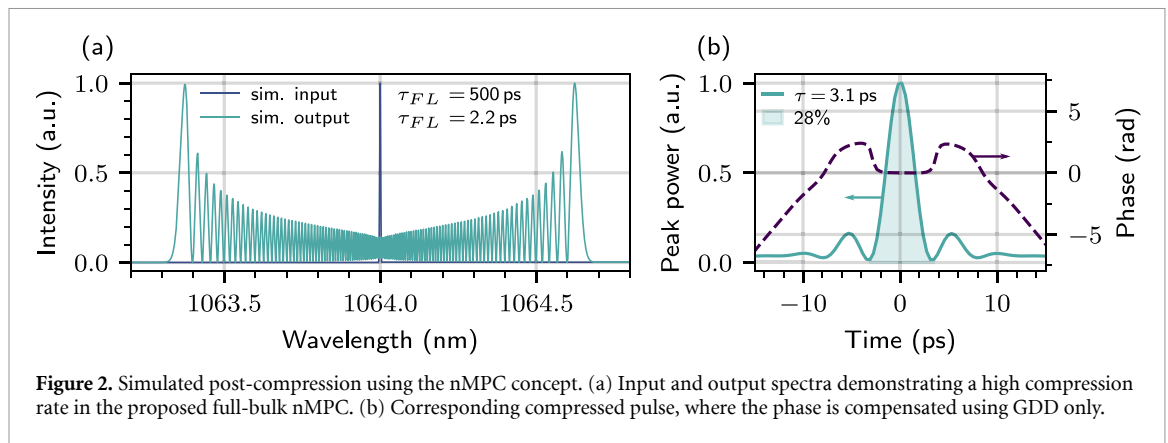 (a)
Intensity (a.u.)
1.0
0.5
0.0
sim. input
sim. output
τFL = 500 ps
τFL = 2.2 ps
1063.5
1064.0
1064.5
Wavelength (nm)
(b)
Peak power (a.u.)
1.0
0.5
0.0
τ = 3.1 ps
28%
5
0
−5
Phase (rad)
−10
0
10
Time (ps)
Figure 2. Simulated post-compression using the nMPC concept. (a) Input and output spectra demonstrating a high compression
rate in the proposed full-bulk nMPC. (b) Corresponding compressed pulse, where the phase is compensated using GDD only.